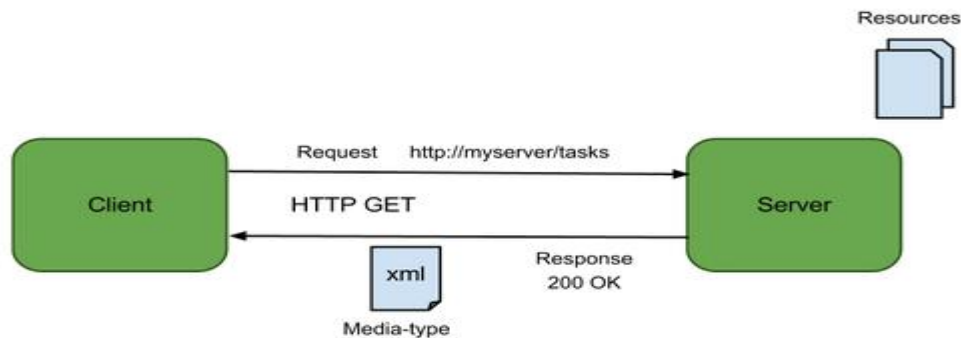 Resources
Request http://myserver/tasks
Client
HTTP GET
Server
xml
Response
200 OK
Media-type